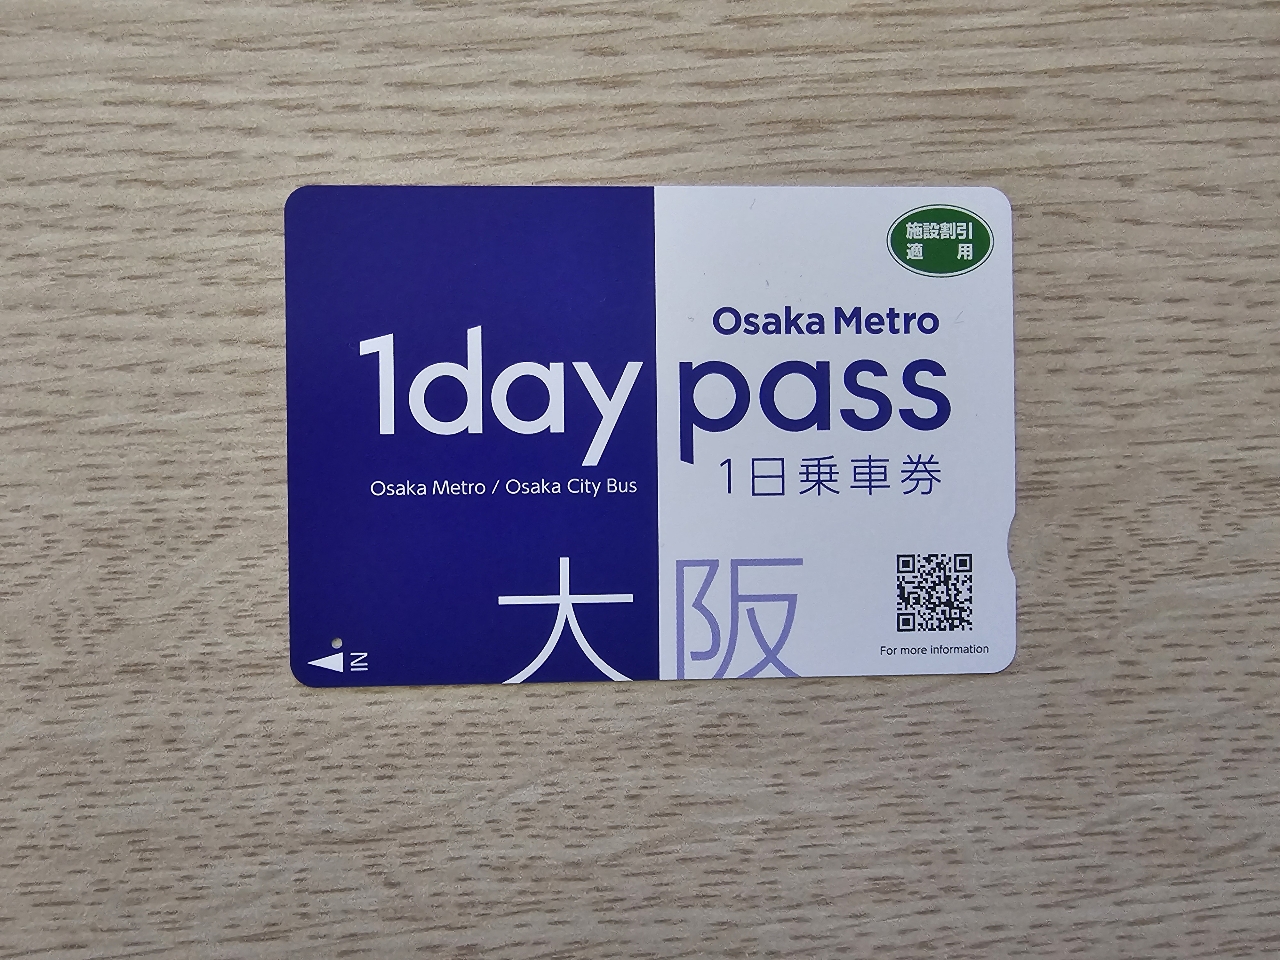 施設割引
適用
Osaka Metro
1day pass
1日乗車券
Osaka Metro / Osaka City Bus
大阪
For more information
IN